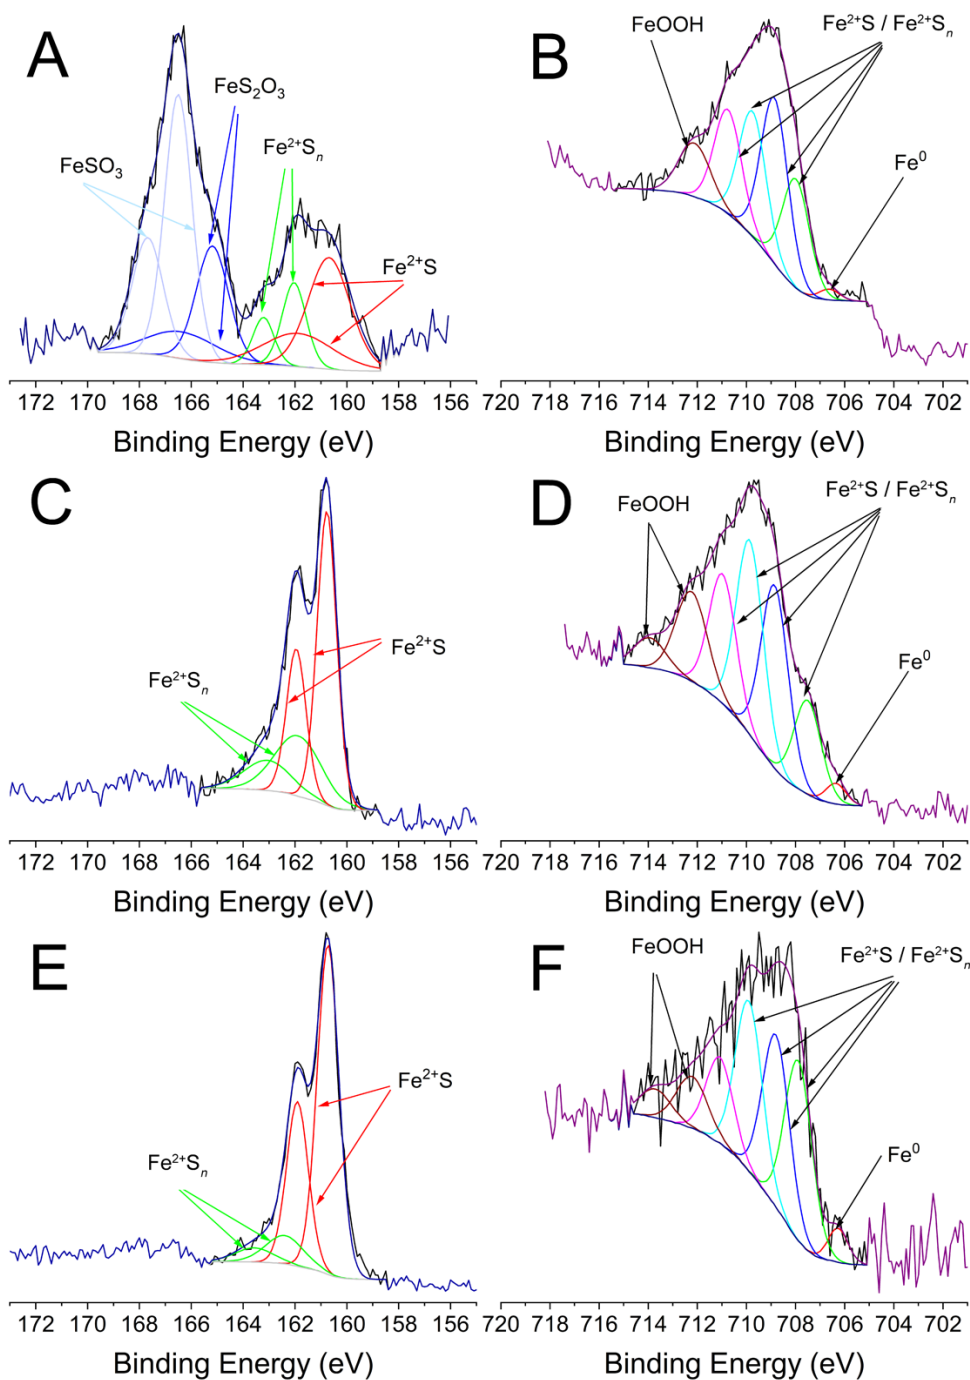 A
FeSO₃
FeS₂O₃
Fe²⁺Sₙ
Fe²⁺S
172 170 168 166 164 162 160 158 156
Binding Energy (eV)
B
FeOOH
Fe²⁺S / Fe²⁺Sₙ
Fe⁰
720 718 716 714 712 710 708 706 704 702
Binding Energy (eV)
C
Fe²⁺Sₙ
Fe²⁺S
172 170 168 166 164 162 160 158 156
Binding Energy (eV)
D
FeOOH
Fe²⁺S / Fe²⁺Sₙ
Fe⁰
720 718 716 714 712 710 708 706 704 702
Binding Energy (eV)
E
Fe²⁺S
Fe²⁺Sₙ
172 170 168 166 164 162 160 158 156
Binding Energy (eV)
F
FeOOH
Fe²⁺S / Fe²⁺Sₙ
Fe⁰
720 718 716 714 712 710 708 706 704 702
Binding Energy (eV)